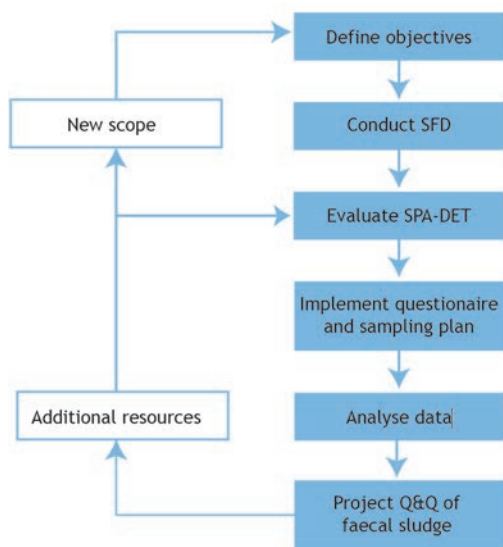 Define objectives
New scope
Conduct SFD
Evaluate SPA-DET
Implement questionaire
and sampling plan
Additional resources
Analyse data
Project Q&Q of
faecal sludge